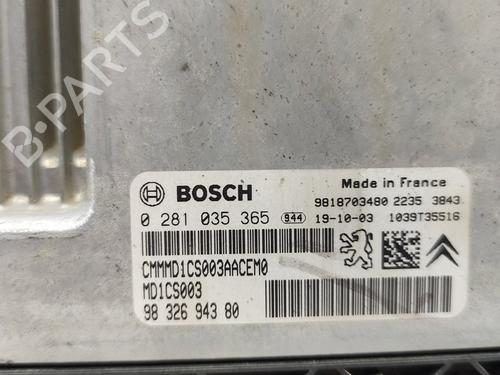 B-PARTS
BOSCH
Made in France
9818703480 2235 3843
0 281 035 365 944 19-10-03 1039T35516
CMMMD1CS003AACEM0
MD1CS003
98 326 943 80